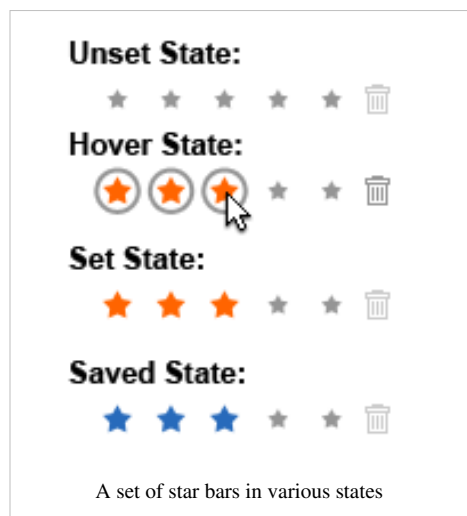 Unset State:
Hover State:
Set State:
Saved State:
A set of star bars in various states